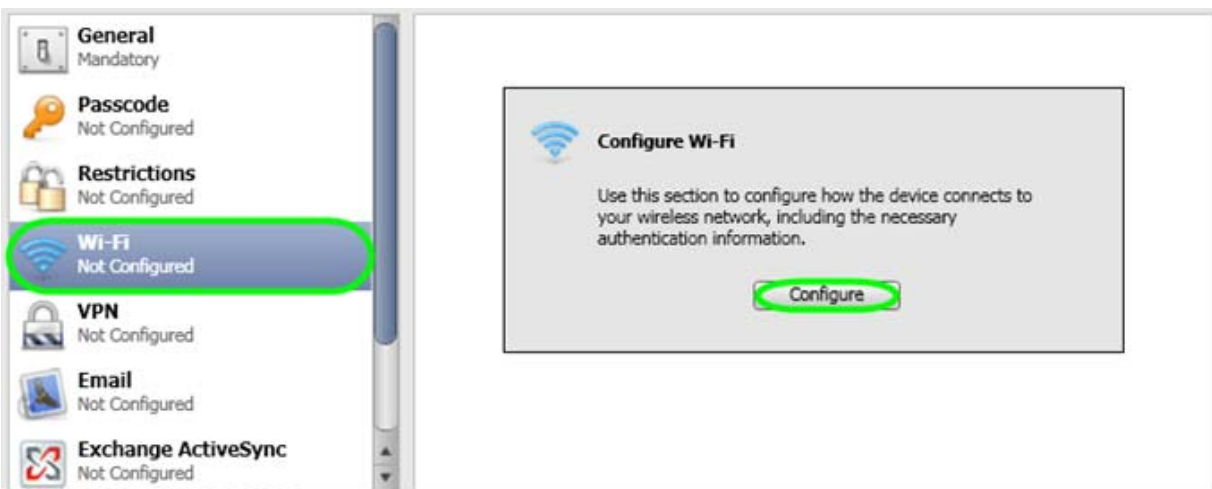 General
Mandatory
Passcode
Not Configured
Restrictions
Not Configured
Wi-Fi
Not Configured
VPN
Not Configured
Email
Not Configured
Exchange ActiveSync
Not Configured
Configure Wi-Fi
Use this section to configure how the device connects to
your wireless network, including the necessary
authentication information.
Configure